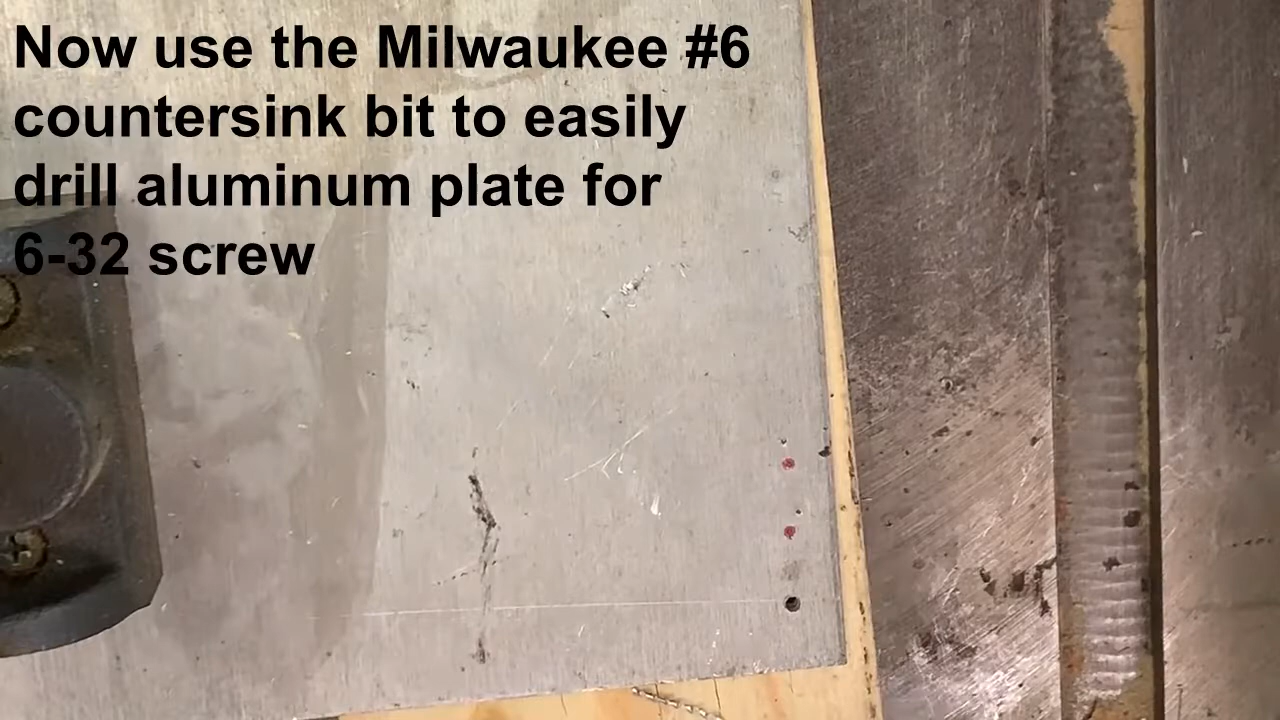 Now use the Milwaukee #6
countersink bit to easily
drill aluminum plate for
6-32 screw